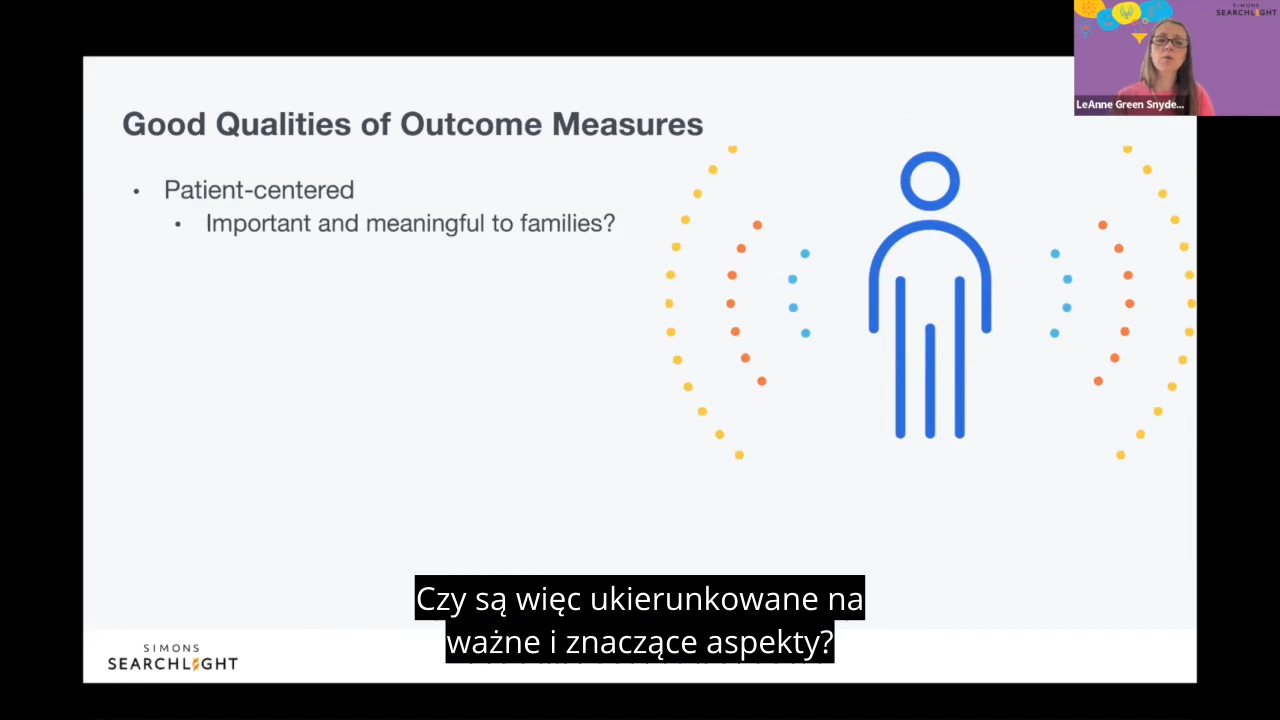 SIMONS
SEARCHLIGHT
LeAnne Green Snyde...
Good Qualities of Outcome Measures
• Patient-centered
• Important and meaningful to families?
Czy są więc ukierunkowane na
ważne i znaczące aspekty?
SIMONS
SEARCHLIGHT